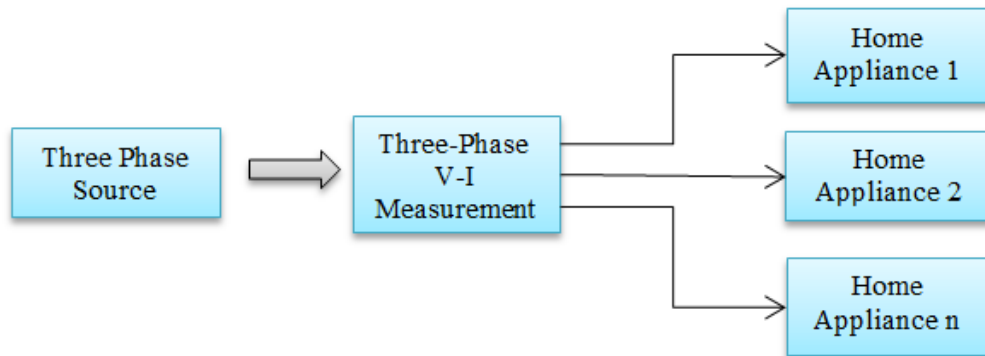 Three Phase
Source
Three-Phase
V-I
Measurement
Home
Appliance 1
Home
Appliance 2
Home
Appliance n